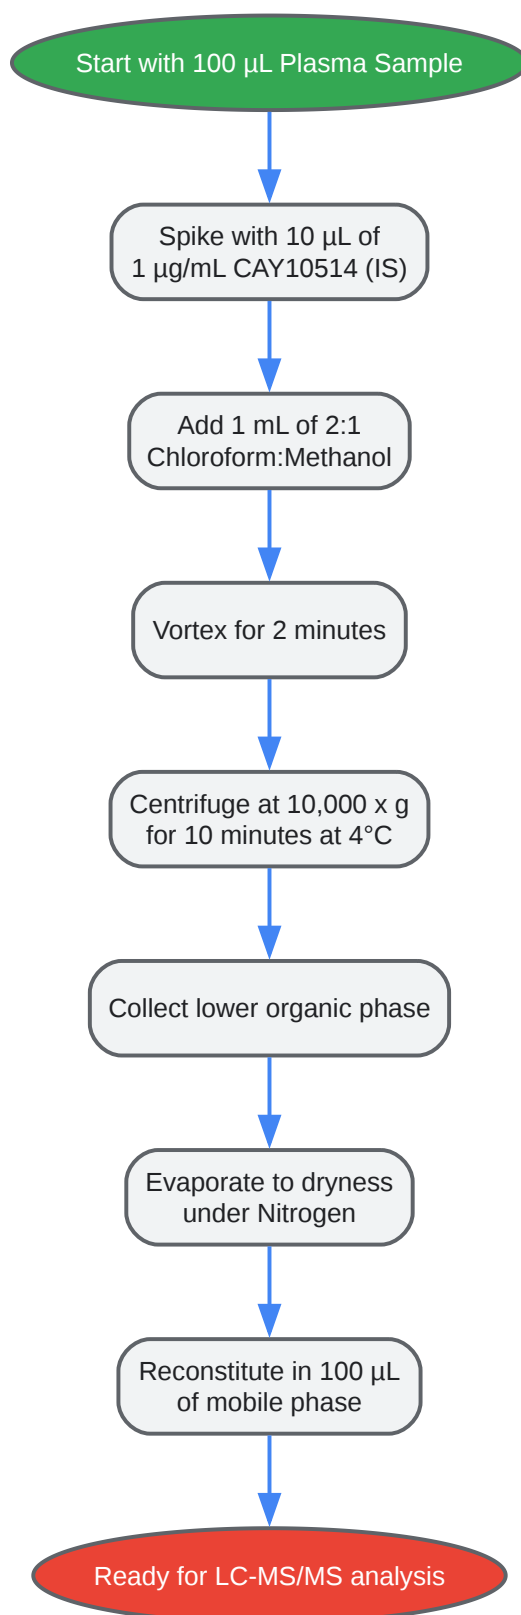 Start with 100 µL Plasma Sample
Spike with 10 µL of
1 µg/mL CAY10514 (IS)
Add 1 mL of 2:1
Chloroform:Methanol
Vortex for 2 minutes
Centrifuge at 10,000 x g
for 10 minutes at 4°C
Collect lower organic phase
Evaporate to dryness
under Nitrogen
Reconstitute in 100 µL
of mobile phase
Ready for LC-MS/MS analysis